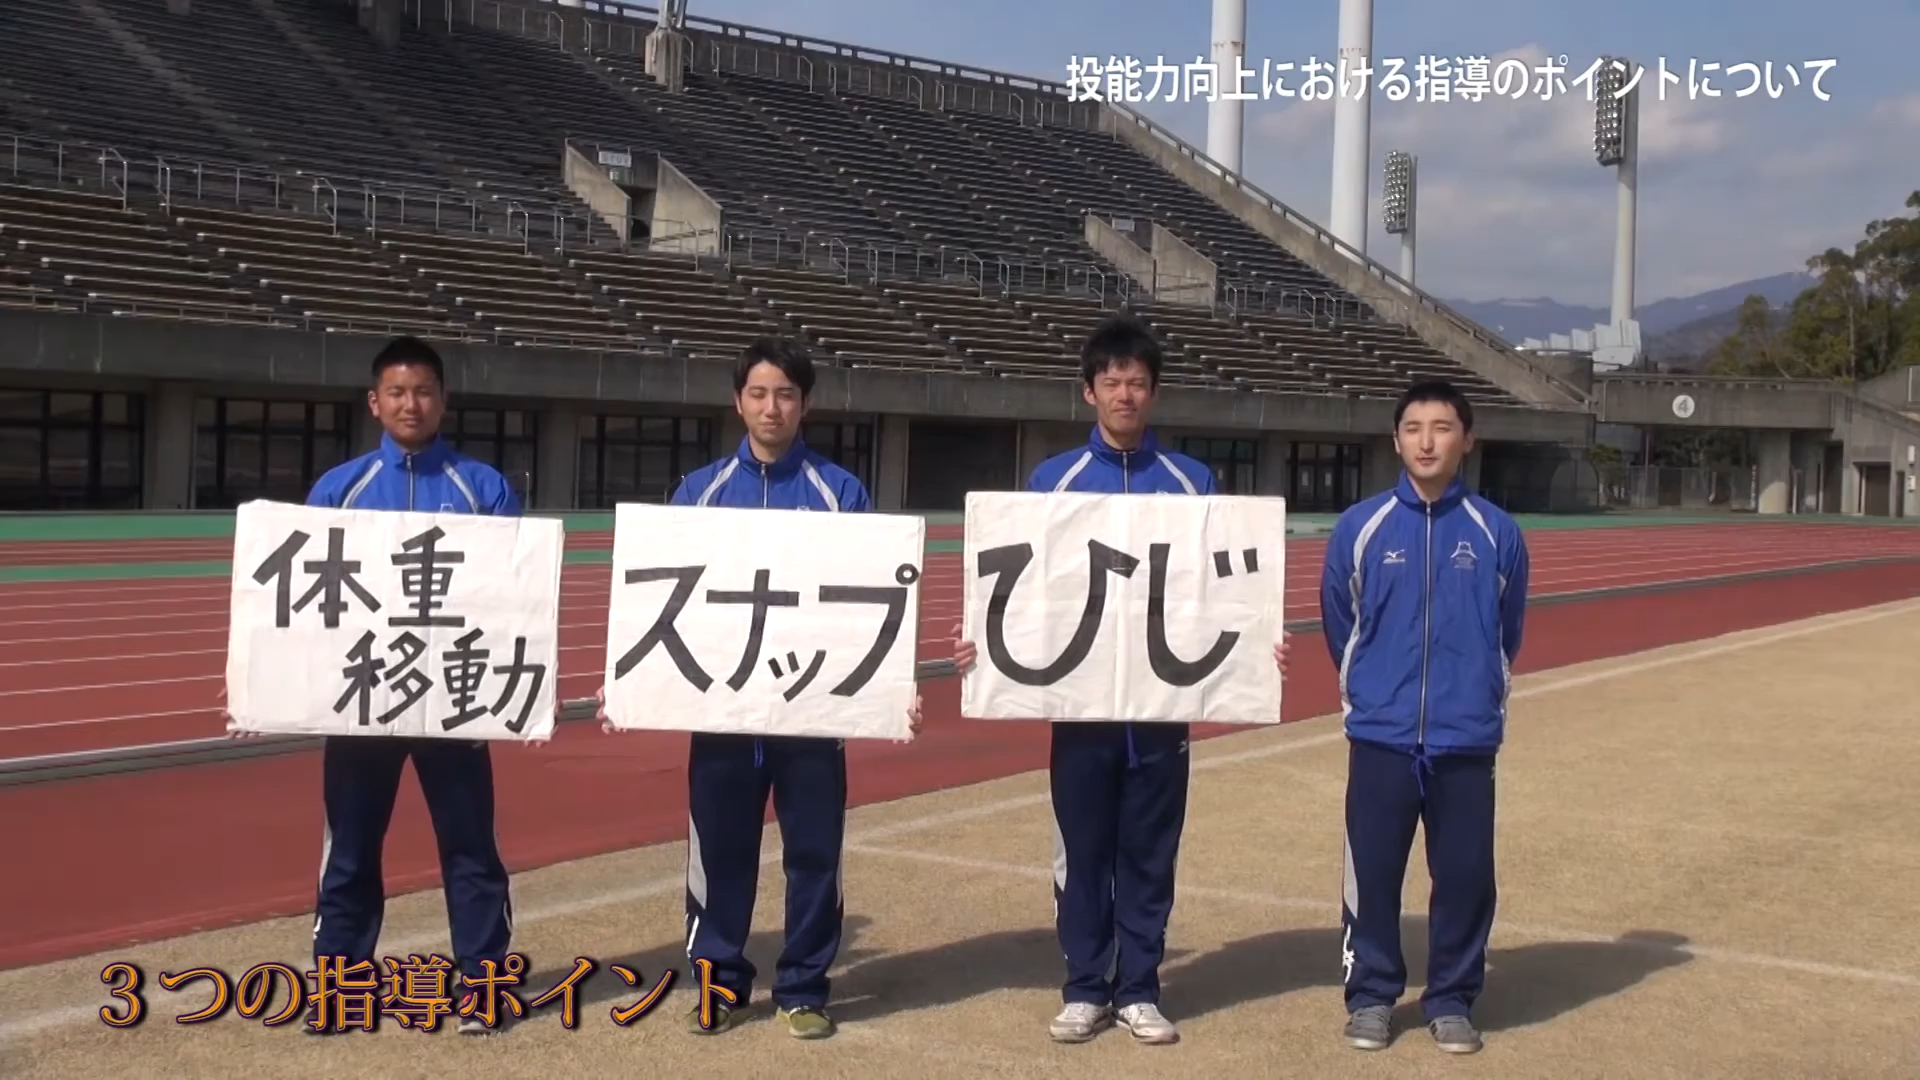 投能力向上における指導のポイントについて
体重
移動
スナップ
ひじ
4
３つの指導ポイント